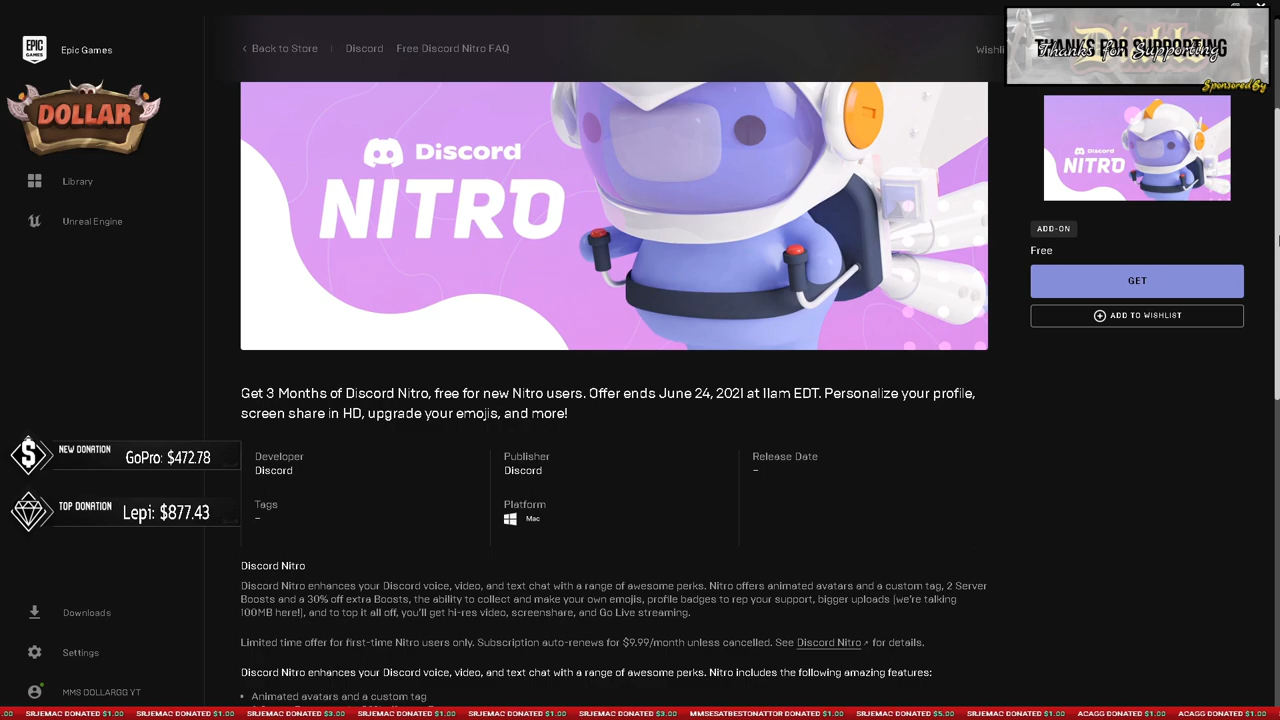 Epic Games
EPIC
GAMES
DOLLAR
Library
Unreal Engine
Back to Store
Discord
Free Discord Nitro FAQ
Wishli
THANKS FOR SUPPORTING
Thanks for Supporting
Sponsored By
Discord
NITRO
Discord
NITRO
ADD-ON
Free
GET
ADD TO WISHLIST
Get 3 Months of Discord Nitro, free for new Nitro users. Offer ends June 24, 2021 at 11am EDT. Personalize your profile,
screen share in HD, upgrade your emojis, and more!
NEW DONATION GoPro: $472.78
TOP DONATION Lepi: $877.43
Developer
Discord
Publisher
Discord
Release Date
–
Tags
–
Platform
Mac
Discord Nitro
Discord Nitro enhances your Discord voice, video, and text chat with a range of awesome perks. Nitro offers animated avatars and a custom tag, 2 Server
Boosts and a 30% off extra Boosts, the ability to collect and make your own emojis, profile badges to rep your support, bigger uploads (we're talking
100MB here!), and to top it all off, you'll get hi-res video, screenshare, and Go Live streaming.
Limited time offer for first-time Nitro users only. Subscription auto-renews for $9.99/month unless cancelled. See Discord Nitro for details.
Discord Nitro enhances your Discord voice, video, and text chat with a range of awesome perks. Nitro includes the following amazing features:
• Animated avatars and a custom tag
Downloads
Settings
MMS DOLLARGG YT
.00 SRJEMAC DONATED $1.00 SRJEMAC DONATED $1.00 SRJEMAC DONATED $3.00 SRJEMAC DONATED $1.00 SRJEMAC DONATED $1.00 SRJEMAC DONATED $3.00 MMSESATBESTONATTOR DONATED $1.00 SRJEMAC DONATED $5.00 SRJEMAC DONATED $1.00 ACAGG DONATED $1.00 ACAGG DONATED $1.00